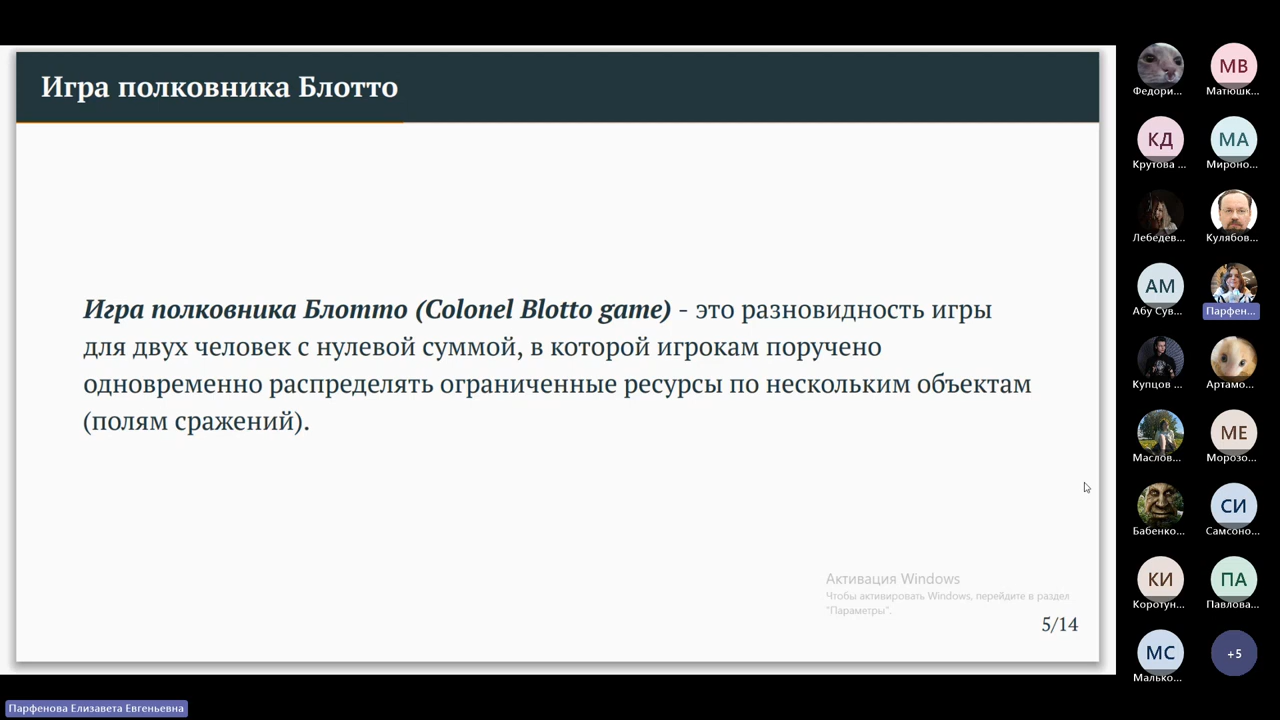 Игра полковника Блотто
Игра полковника Блотто (Colonel Blotto game) - это разновидность игры
для двух человек с нулевой суммой, в которой игрокам поручено
одновременно распределять ограниченные ресурсы по нескольким объектам
(полям сражений).
Активация Windows
Чтобы активировать Windows, перейдите в раздел
"Параметры".
5/14
Федори...
МВ
Матюшк...
КД
Крутова ...
МА
Мироно...
Лебедев...
Кулябов...
АМ
Абу Сув...
Парфен...
Купцов ...
Артамо...
Маслов...
МЕ
Морозо...
Бабенко...
СИ
Самсоно...
КИ
Коротун...
ПА
Павлова...
МС
Малько...
+5
Парфенова Елизавета Евгеньевна